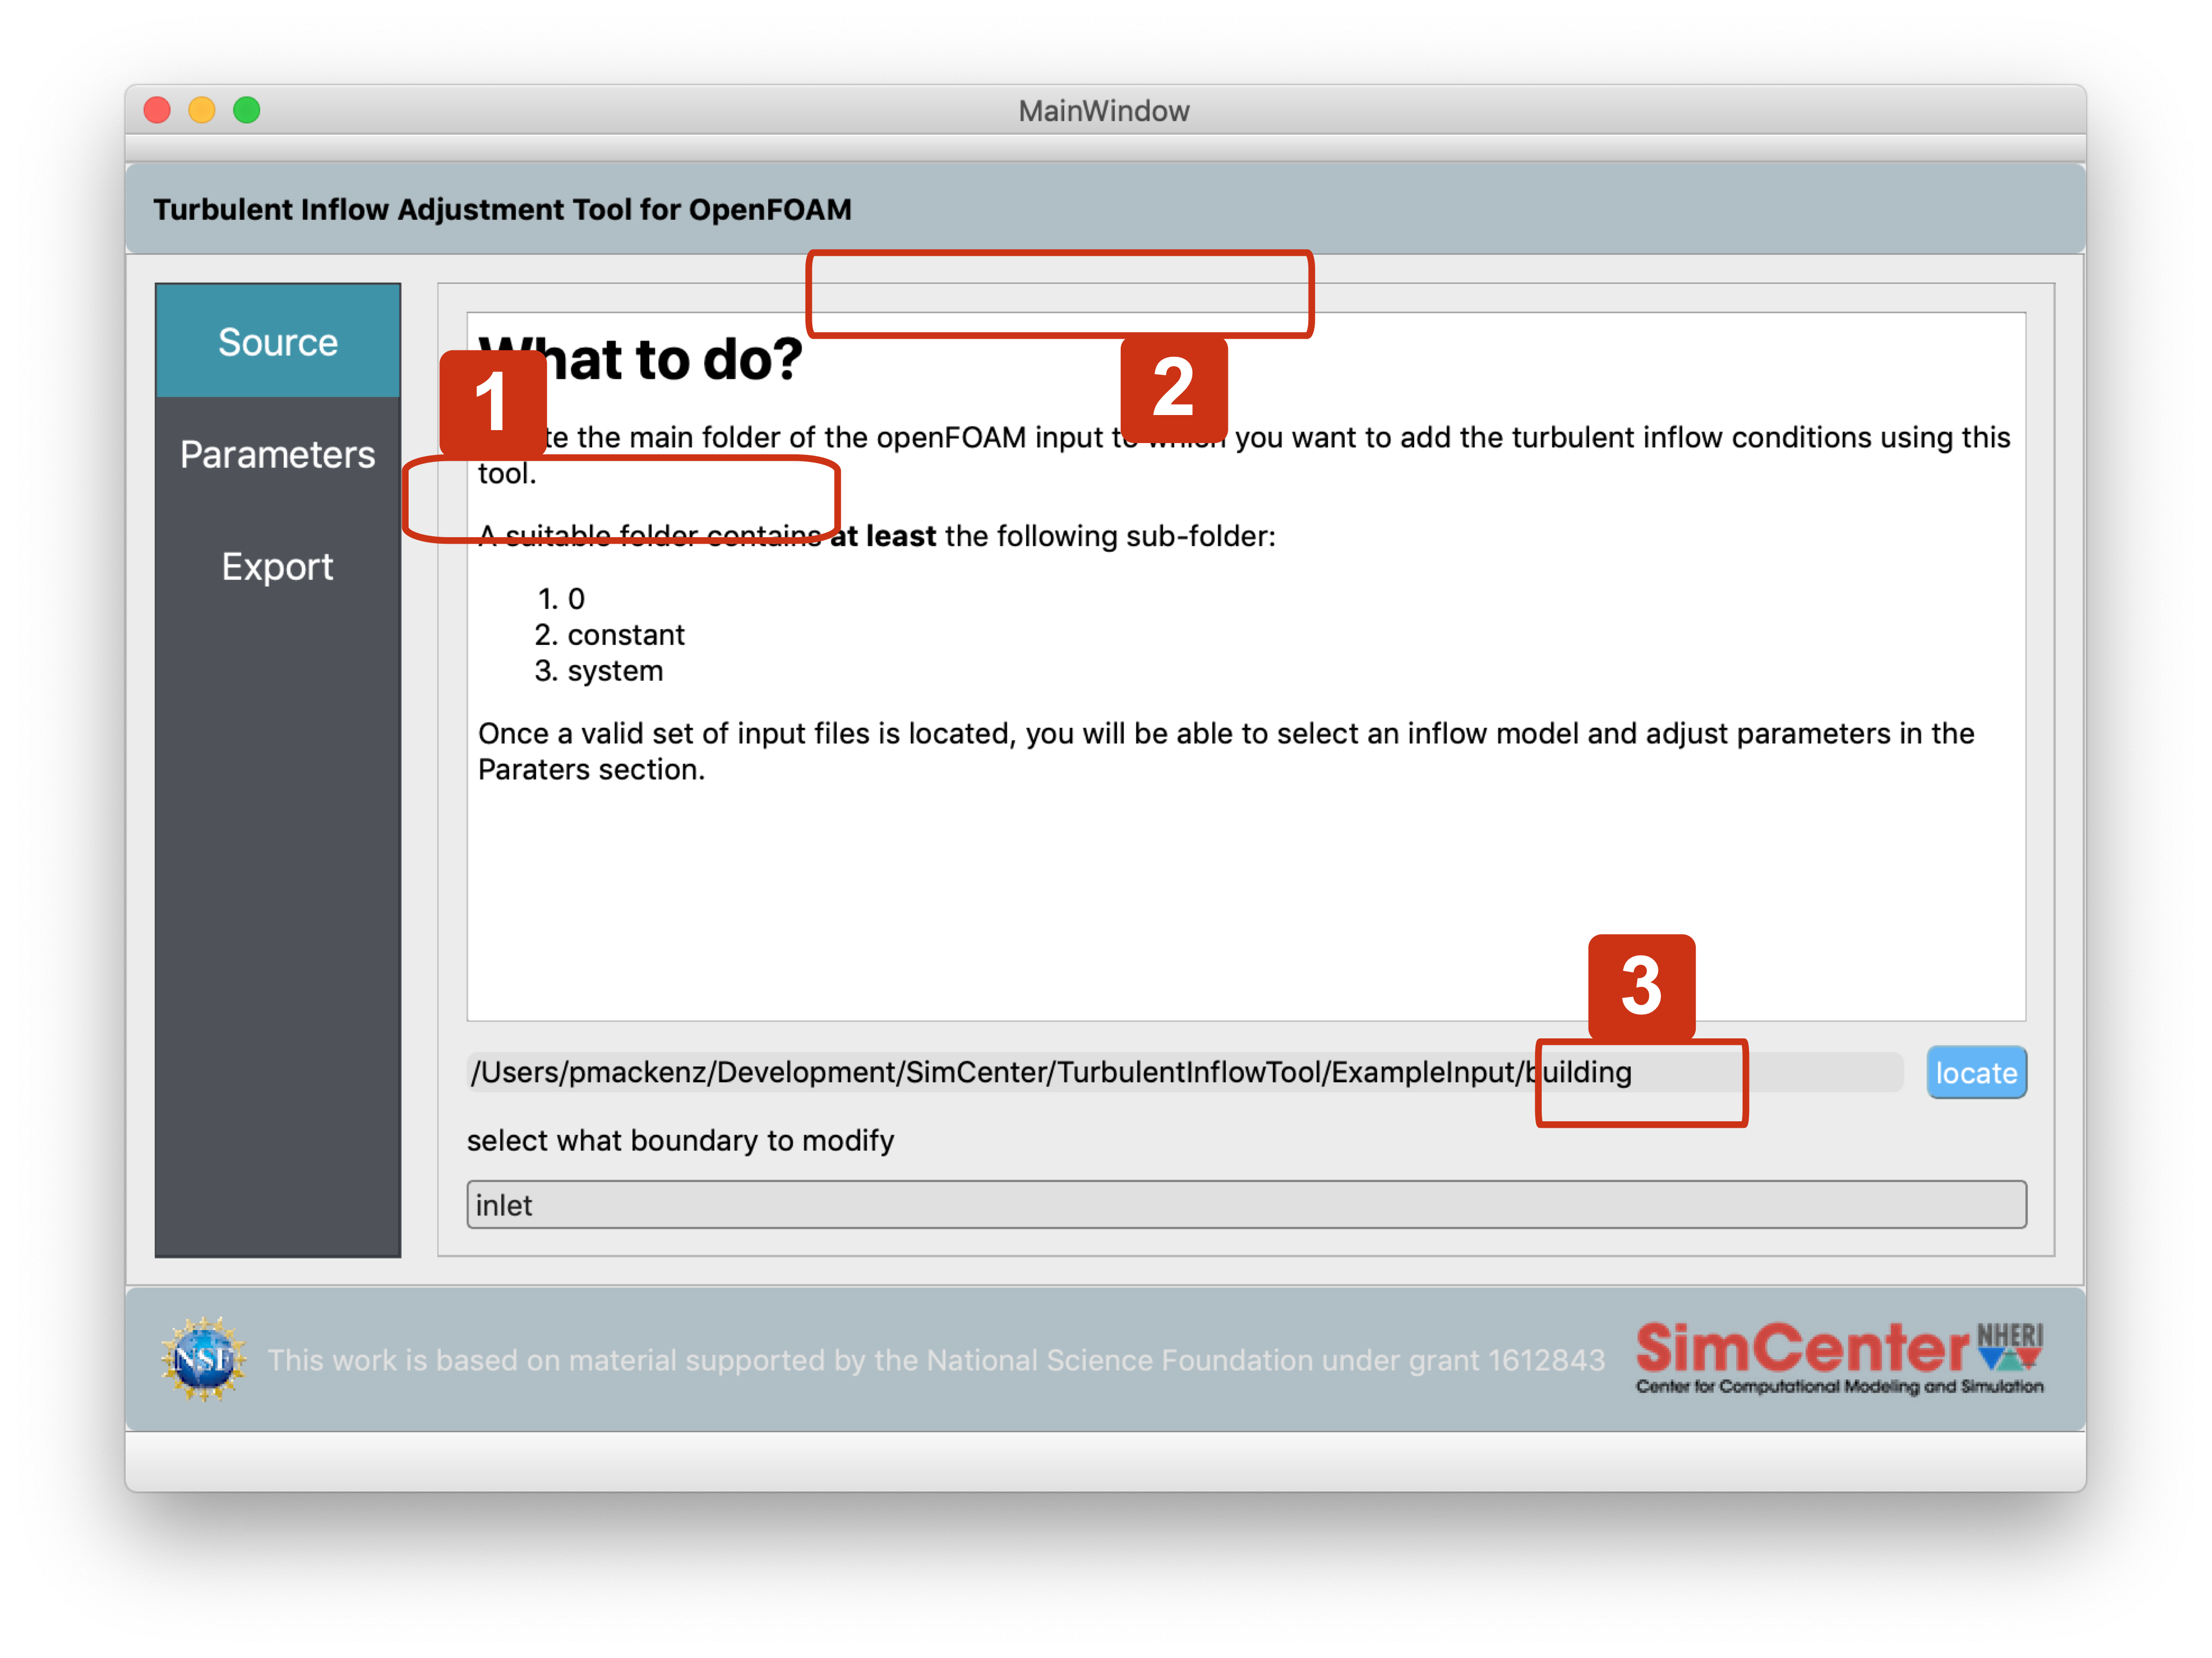 MainWindow
Turbulent Inflow Adjustment Tool for OpenFOAM
Source
Parameters
Export
What to do?
1
2
the main folder of the openFOAM input to which you want to add the turbulent inflow conditions using this
tool.
A suitable folder contains at least the following sub-folder:
1. 0
2. constant
3. system
Once a valid set of input files is located, you will be able to select an inflow model and adjust parameters in the
Paraters section.
3
/Users/pmackenz/Development/SimCenter/TurbulentInflowTool/ExampleInput/building
locate
select what boundary to modify
inlet
NSF
This work is based on material supported by the National Science Foundation under grant 1612843
SimCenter NHERI
Center for Computational Modeling and Simulation